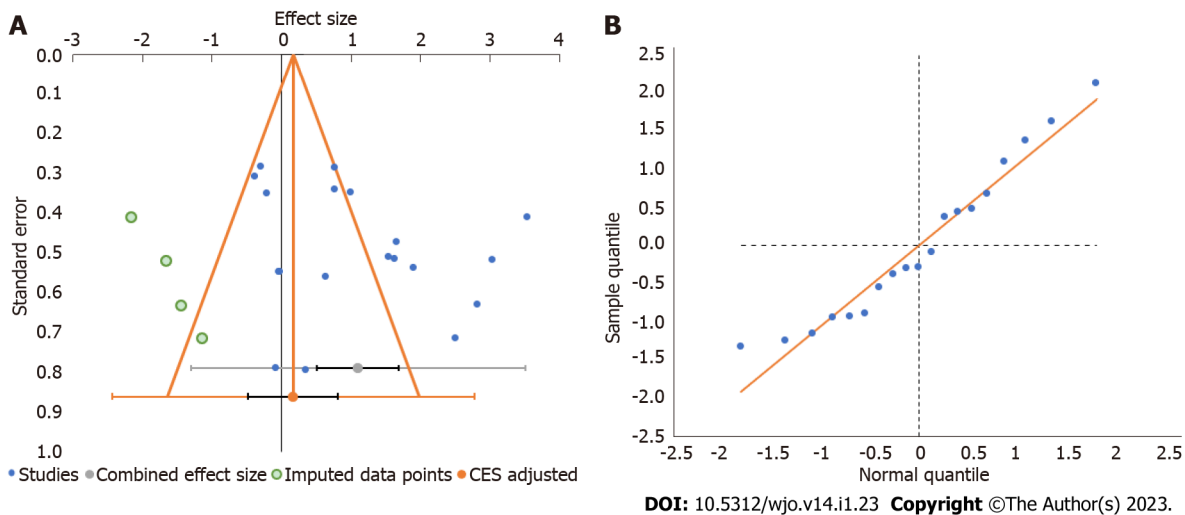 A
Effect size
-3 -2 -1 0 1 2 3 4
Standard error
0.0
0.1
0.2
0.3
0.4
0.5
0.6
0.7
0.8
0.9
1.0
Studies Combined effect size Imputed data points CES adjusted
B
Sample quantile
2.5
2.0
1.5
1.0
0.5
0.0
-0.5
-1.0
-1.5
-2.0
-2.5
-2.5 -2.5 -1.5 -1 -0.5 0 0.5 1 1.5 2.0 2.5
Normal quantile
DOI: 10.5312/wjo.v14.i1.23 Copyright ©The Author(s) 2023.